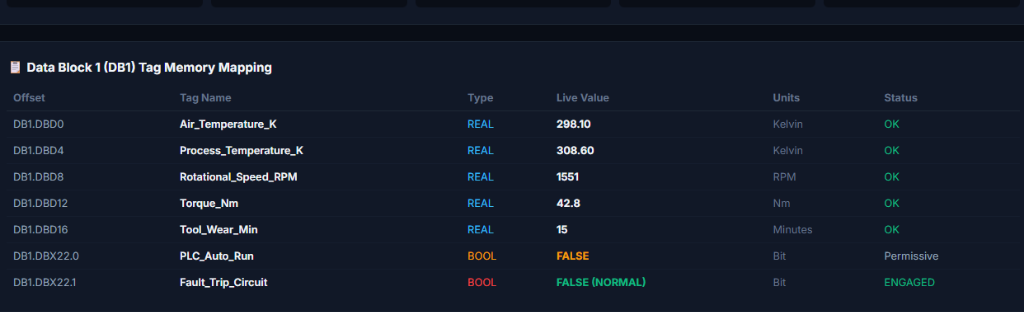 Data Block 1 (DB1) Tag Memory Mapping
Offset Tag Name Type Live Value Units Status
DB1.DBD0 Air_Temperature_K REAL 298.10 Kelvin OK
DB1.DBD4 Process_Temperature_K REAL 308.60 Kelvin OK
DB1.DBD8 Rotational_Speed_RPM REAL 1551 RPM OK
DB1.DBD12 Torque_Nm REAL 42.8 Nm OK
DB1.DBD16 Tool_Wear_Min REAL 15 Minutes OK
DB1.DBX22.0 PLC_Auto_Run BOOL FALSE Bit Permissive
DB1.DBX22.1 Fault_Trip_Circuit BOOL FALSE (NORMAL) Bit ENGAGED